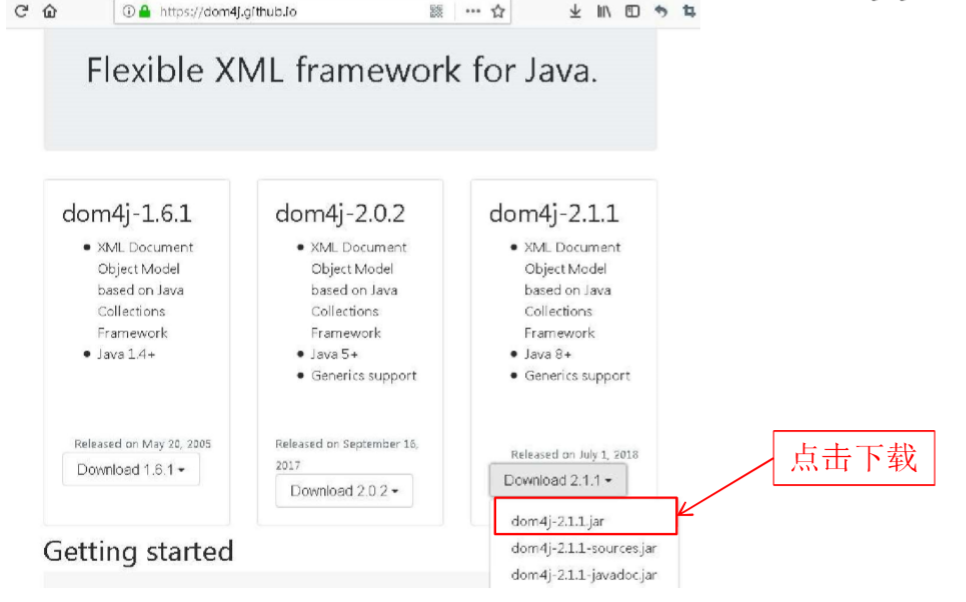 https://dom4j.github.io
Flexible XML framework for Java.
dom4j-1.6.1
XML Document
Object Model
based on Java
Collections
Framework
Java 1.4+
Released on May 20, 2005
Download 1.6.1
dom4j-2.0.2
XML Document
Object Model
based on Java
Collections
Framework
Java 5+
Generics support
Released on September 16,
2017
Download 2.0.2
dom4j-2.1.1
XML Document
Object Model
based on Java
Collections
Framework
Java 8+
Generics support
Released on July 1, 2018
Download 2.1.1
dom4j-2.1.1.jar
dom4j-2.1.1-sources.jar
dom4j-2.1.1-javadoc.jar
点击下载
Getting started